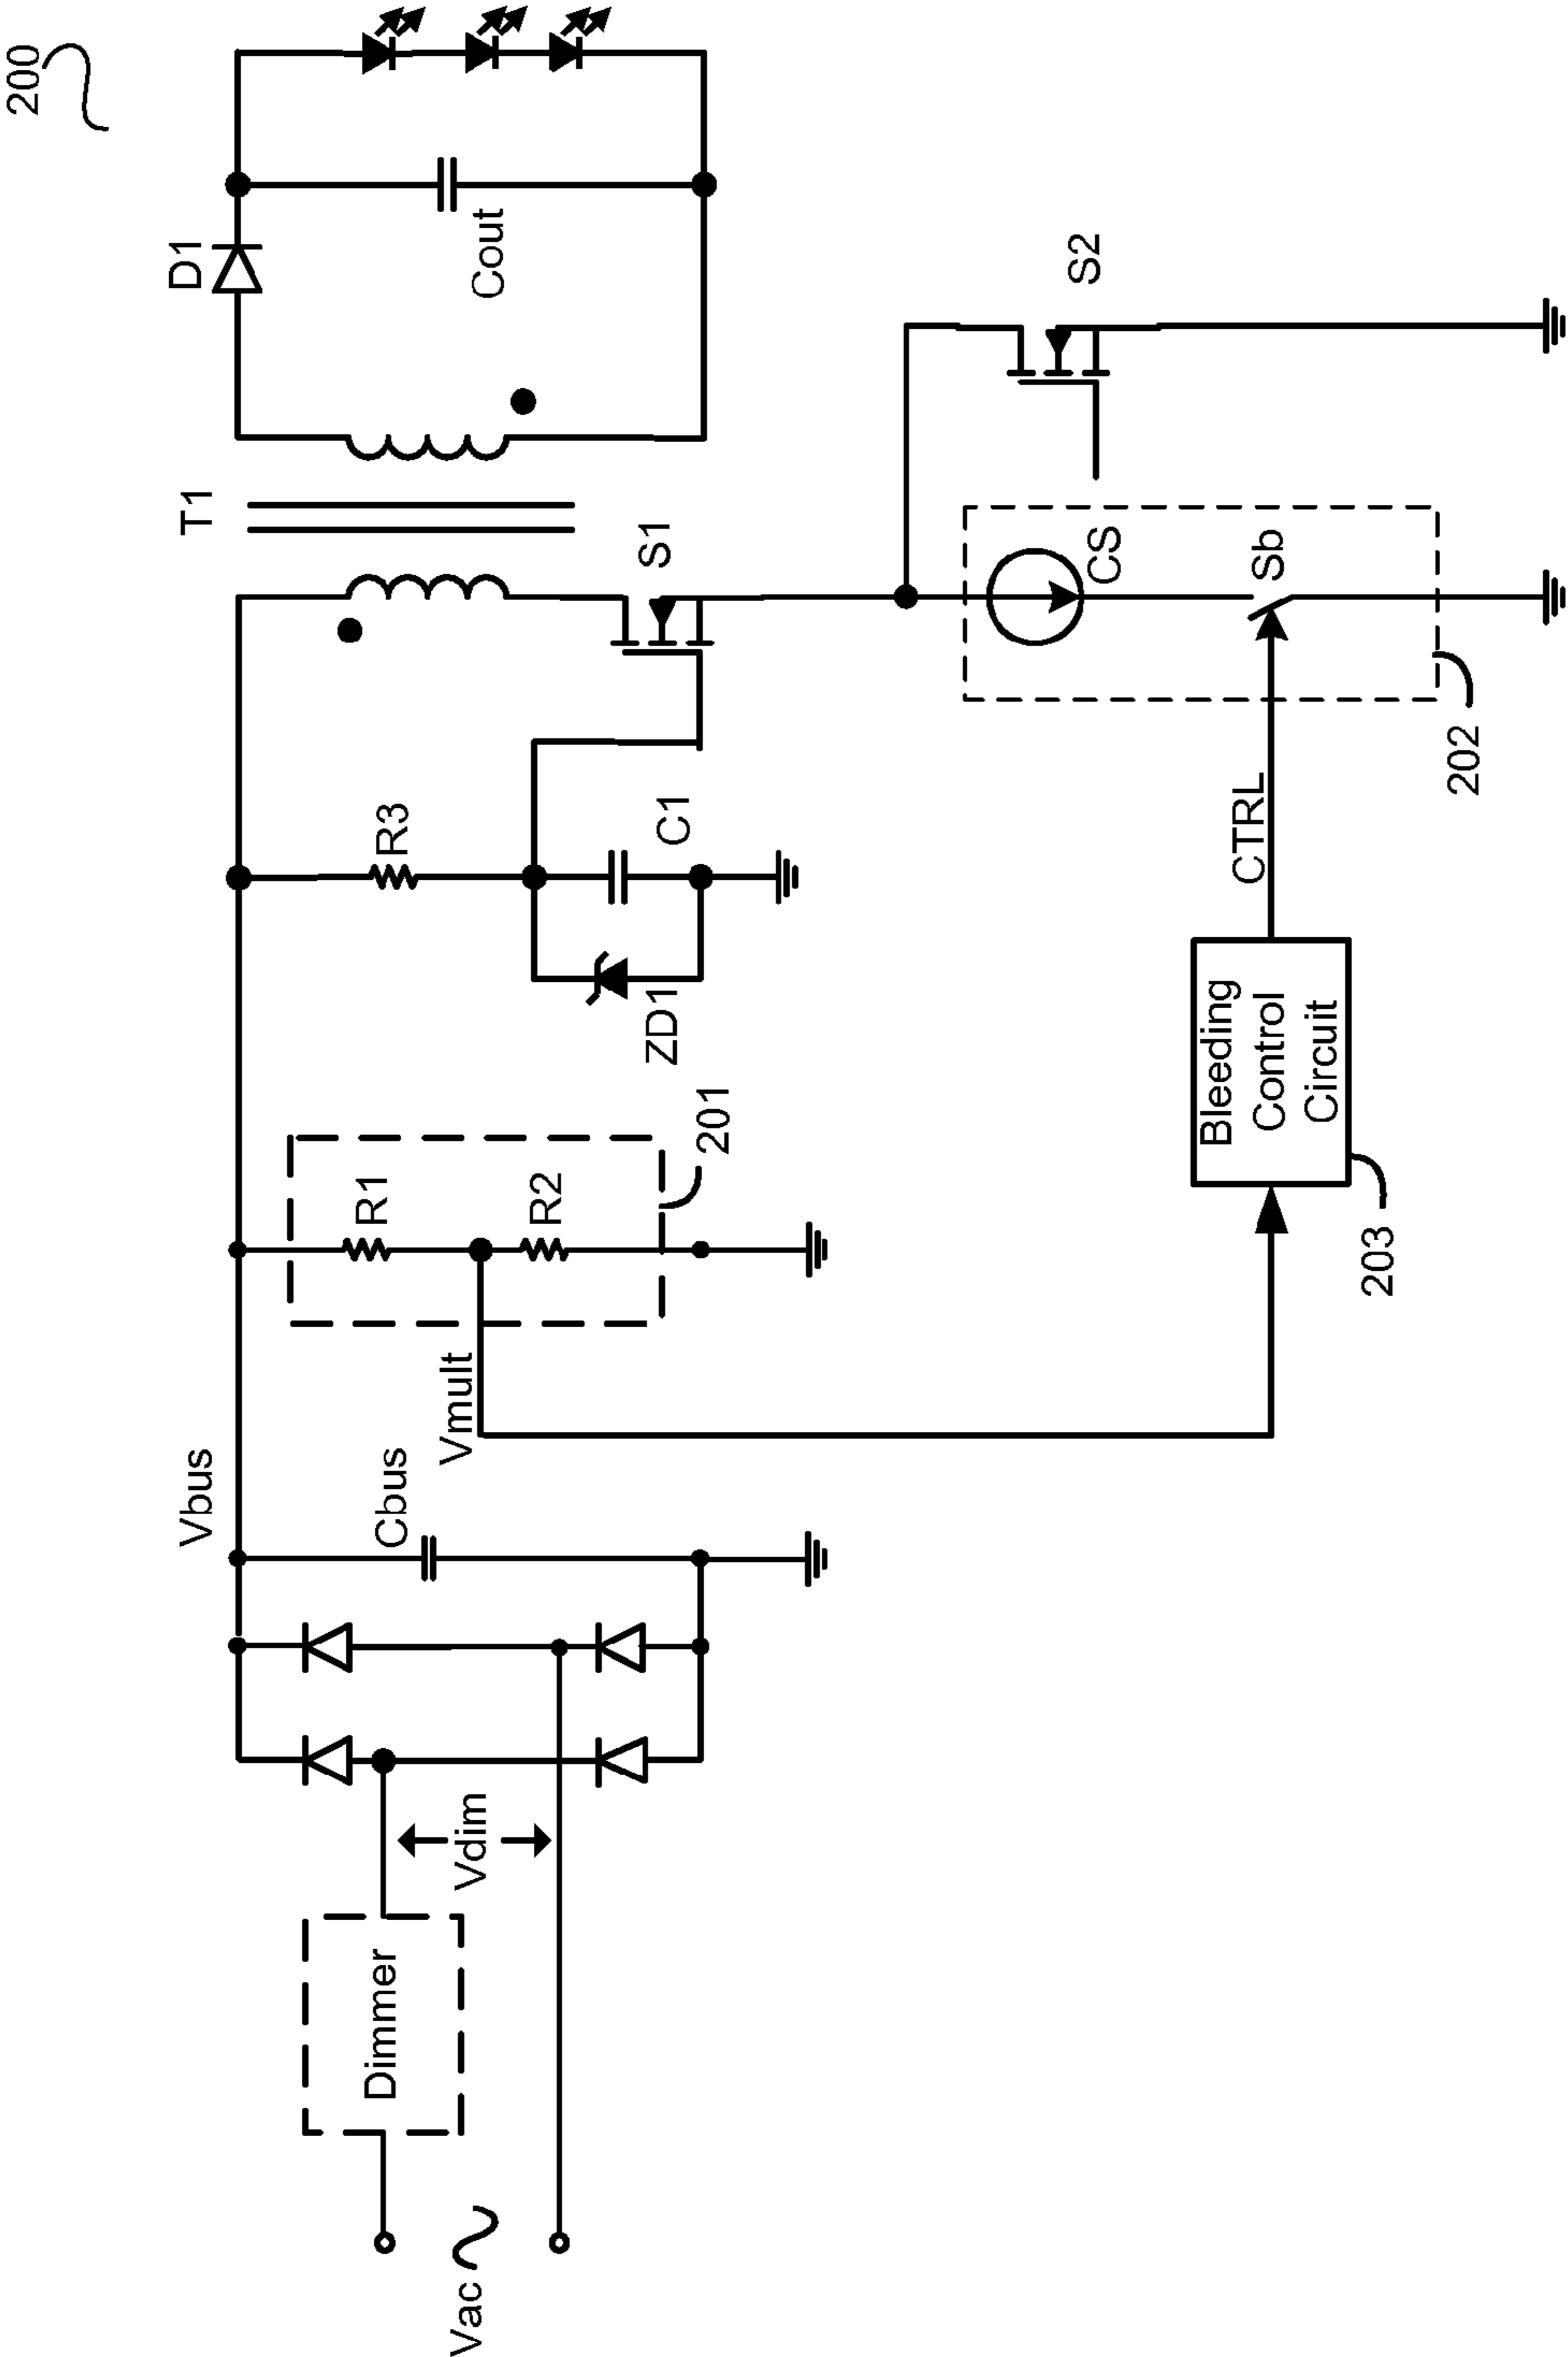 200
T1
D1
Cout
Vbus
Cbus
Vmult
R1
R2
201
R3
C1
ZD1
S1
S2
Dimmer
Vdim
Vac
CS
Sb
CTRL
202
Bleeding
Control
Circuit
203